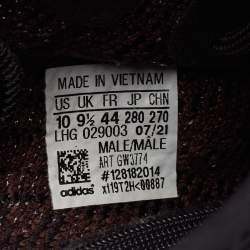 MADE IN VIETNAM
US UK FR JP CHN
10 9½ 44 280 270
LHG 029003 07/21
MALE/MÂLE
ART GW3774
#128182014
adidas x119T2H<00887